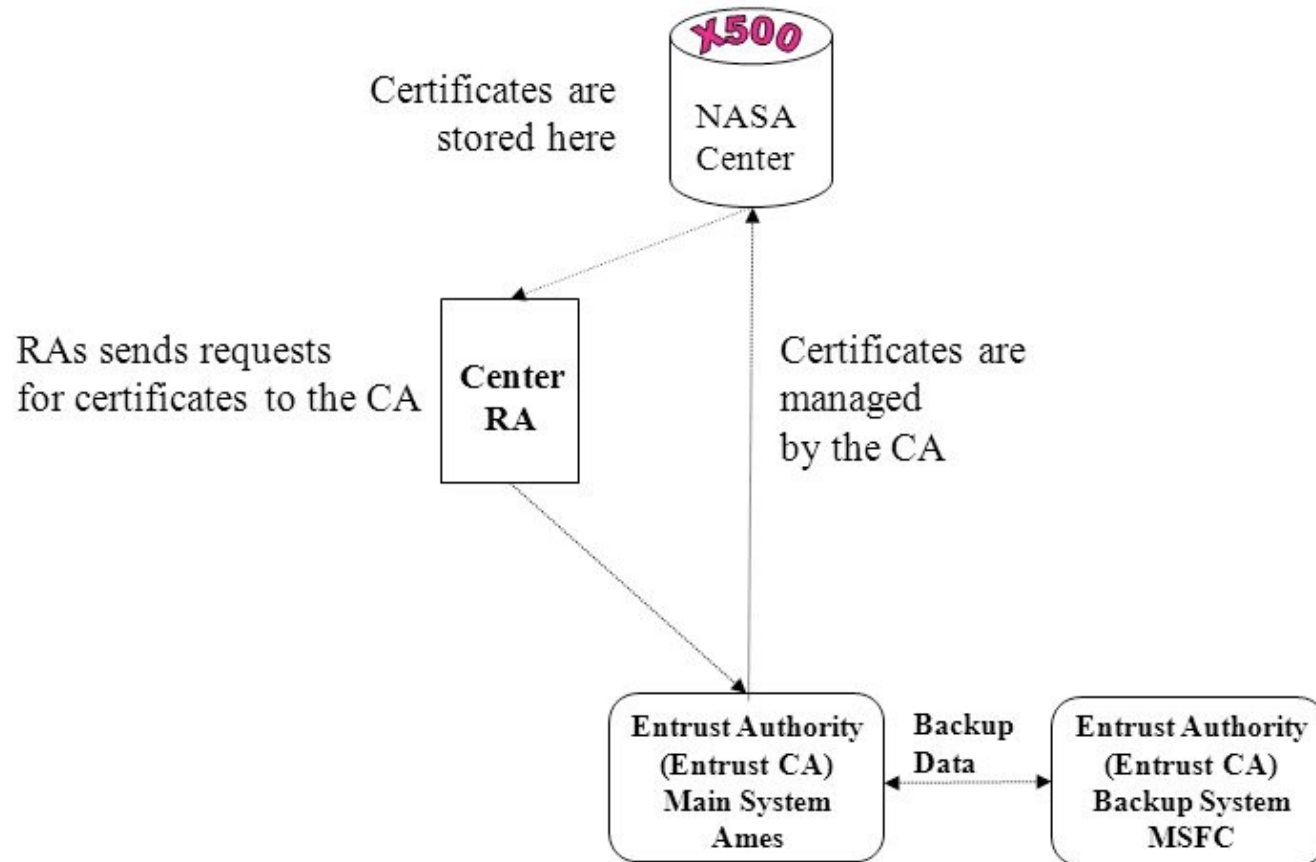 X500
Certificates are
stored here
NASA
Center
RAs sends requests
for certificates to the CA
Center
RA
Certificates are
managed
by the CA
Entrust Authority
(Entrust CA)
Main System
Ames
Backup
Data
Entrust Authority
(Entrust CA)
Backup System
MSFC